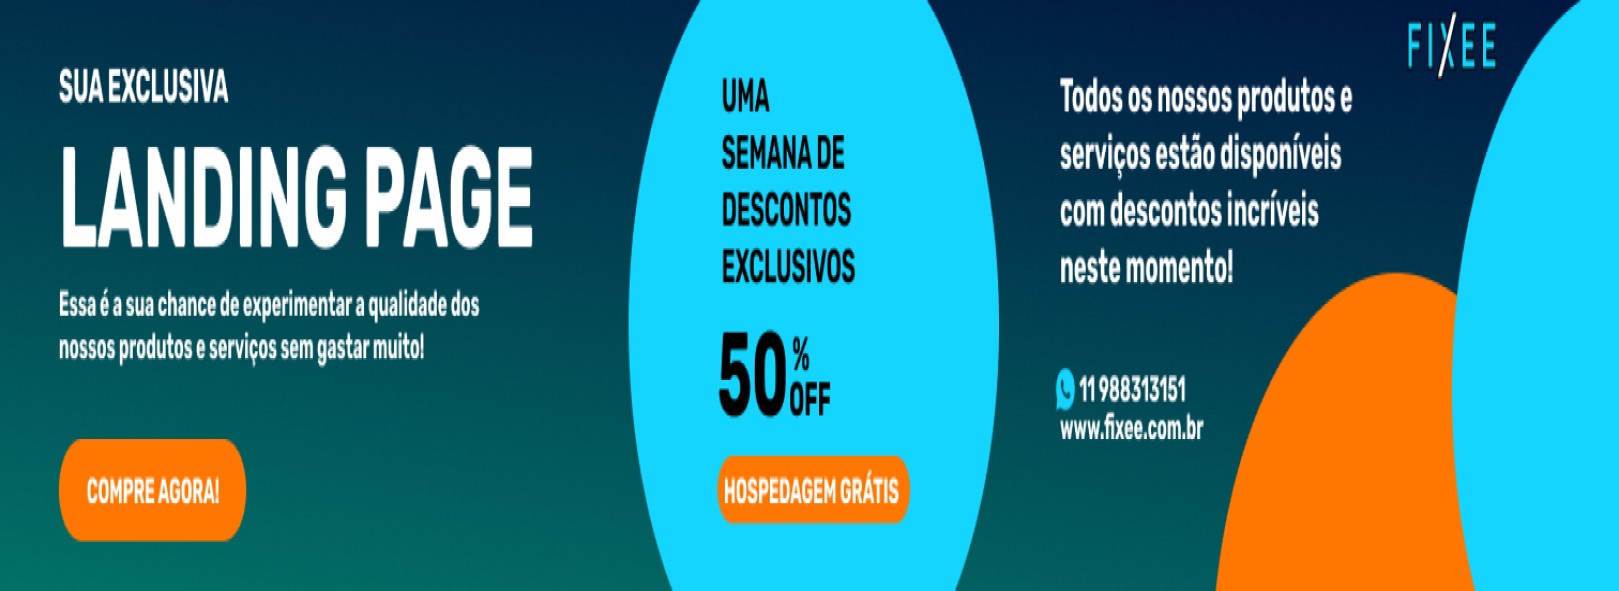 SUA EXCLUSIVA
LANDING PAGE
Essa é a sua chance de experimentar a qualidade dos
nossos produtos e serviços sem gastar muito!
COMPRE AGORA!
UMA
SEMANA DE
DESCONTOS
EXCLUSIVOS
50% OFF
HOSPEDAGEM GRÁTIS
FIXEE
Todos os nossos produtos e
serviços estão disponíveis
com descontos incríveis
neste momento!
11 988313151
www.fixee.com.br